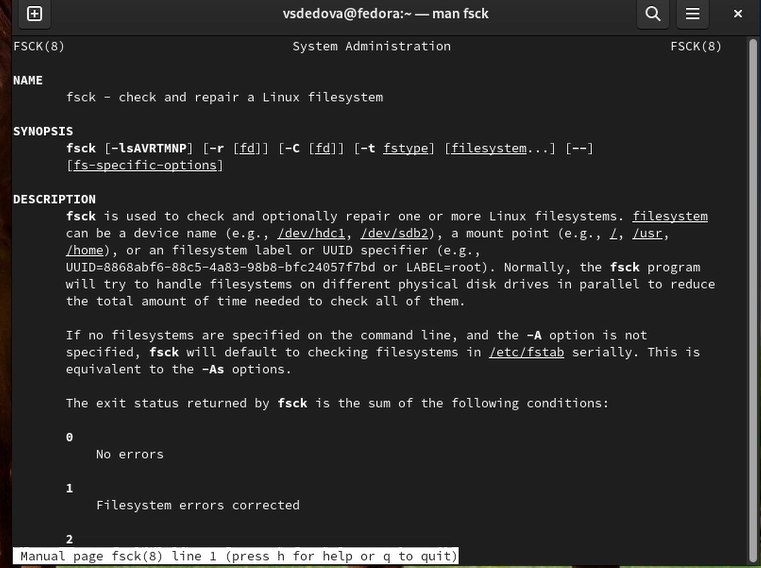 vsdedova@fedora:~ — man fsck
FSCK(8) System Administration FSCK(8)
NAME
fsck - check and repair a Linux filesystem
SYNOPSIS
fsck [-lsAVRTMNP] [-r [fd]] [-C [fd]] [-t fstype] [filesystem...] [--]
[fs-specific-options]
DESCRIPTION
fsck is used to check and optionally repair one or more Linux filesystems. filesystem
can be a device name (e.g., /dev/hdc1, /dev/sdb2), a mount point (e.g., /, /usr,
/home), or an filesystem label or UUID specifier (e.g.,
UUID=8868abf6-88c5-4a83-98b8-bfc24057f7bd or LABEL=root). Normally, the fsck program
will try to handle filesystems on different physical disk drives in parallel to reduce
the total amount of time needed to check all of them.
If no filesystems are specified on the command line, and the -A option is not
specified, fsck will default to checking filesystems in /etc/fstab serially. This is
equivalent to the -As options.
The exit status returned by fsck is the sum of the following conditions:
0
No errors
1
Filesystem errors corrected
2
Manual page fsck(8) line 1 (press h for help or q to quit)